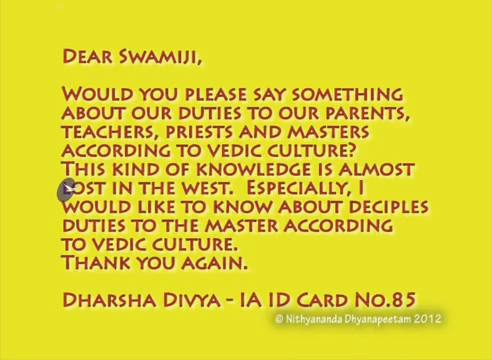 Dear Swamiji,
Would you please say something
about our duties to our parents,
teachers, priests and masters
according to vedic culture?
This kind of knowledge is almost
lost in the west. Especially, I
would like to know about deciples
duties to the master according
to vedic culture.
Thank you again.
Dharsha Divya - IA ID Card No.85
© Nithyananda Dhyanapeetam 2012